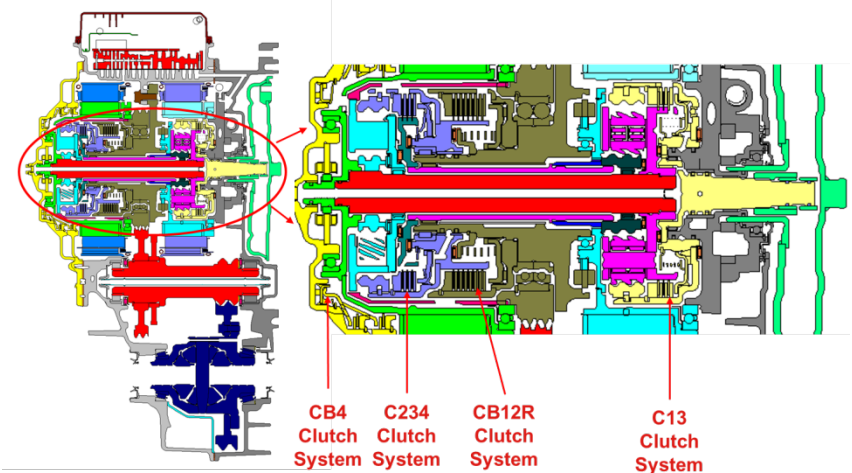 CB4
Clutch
System
C234
Clutch
System
CB12R
Clutch
System
C13
Clutch
System